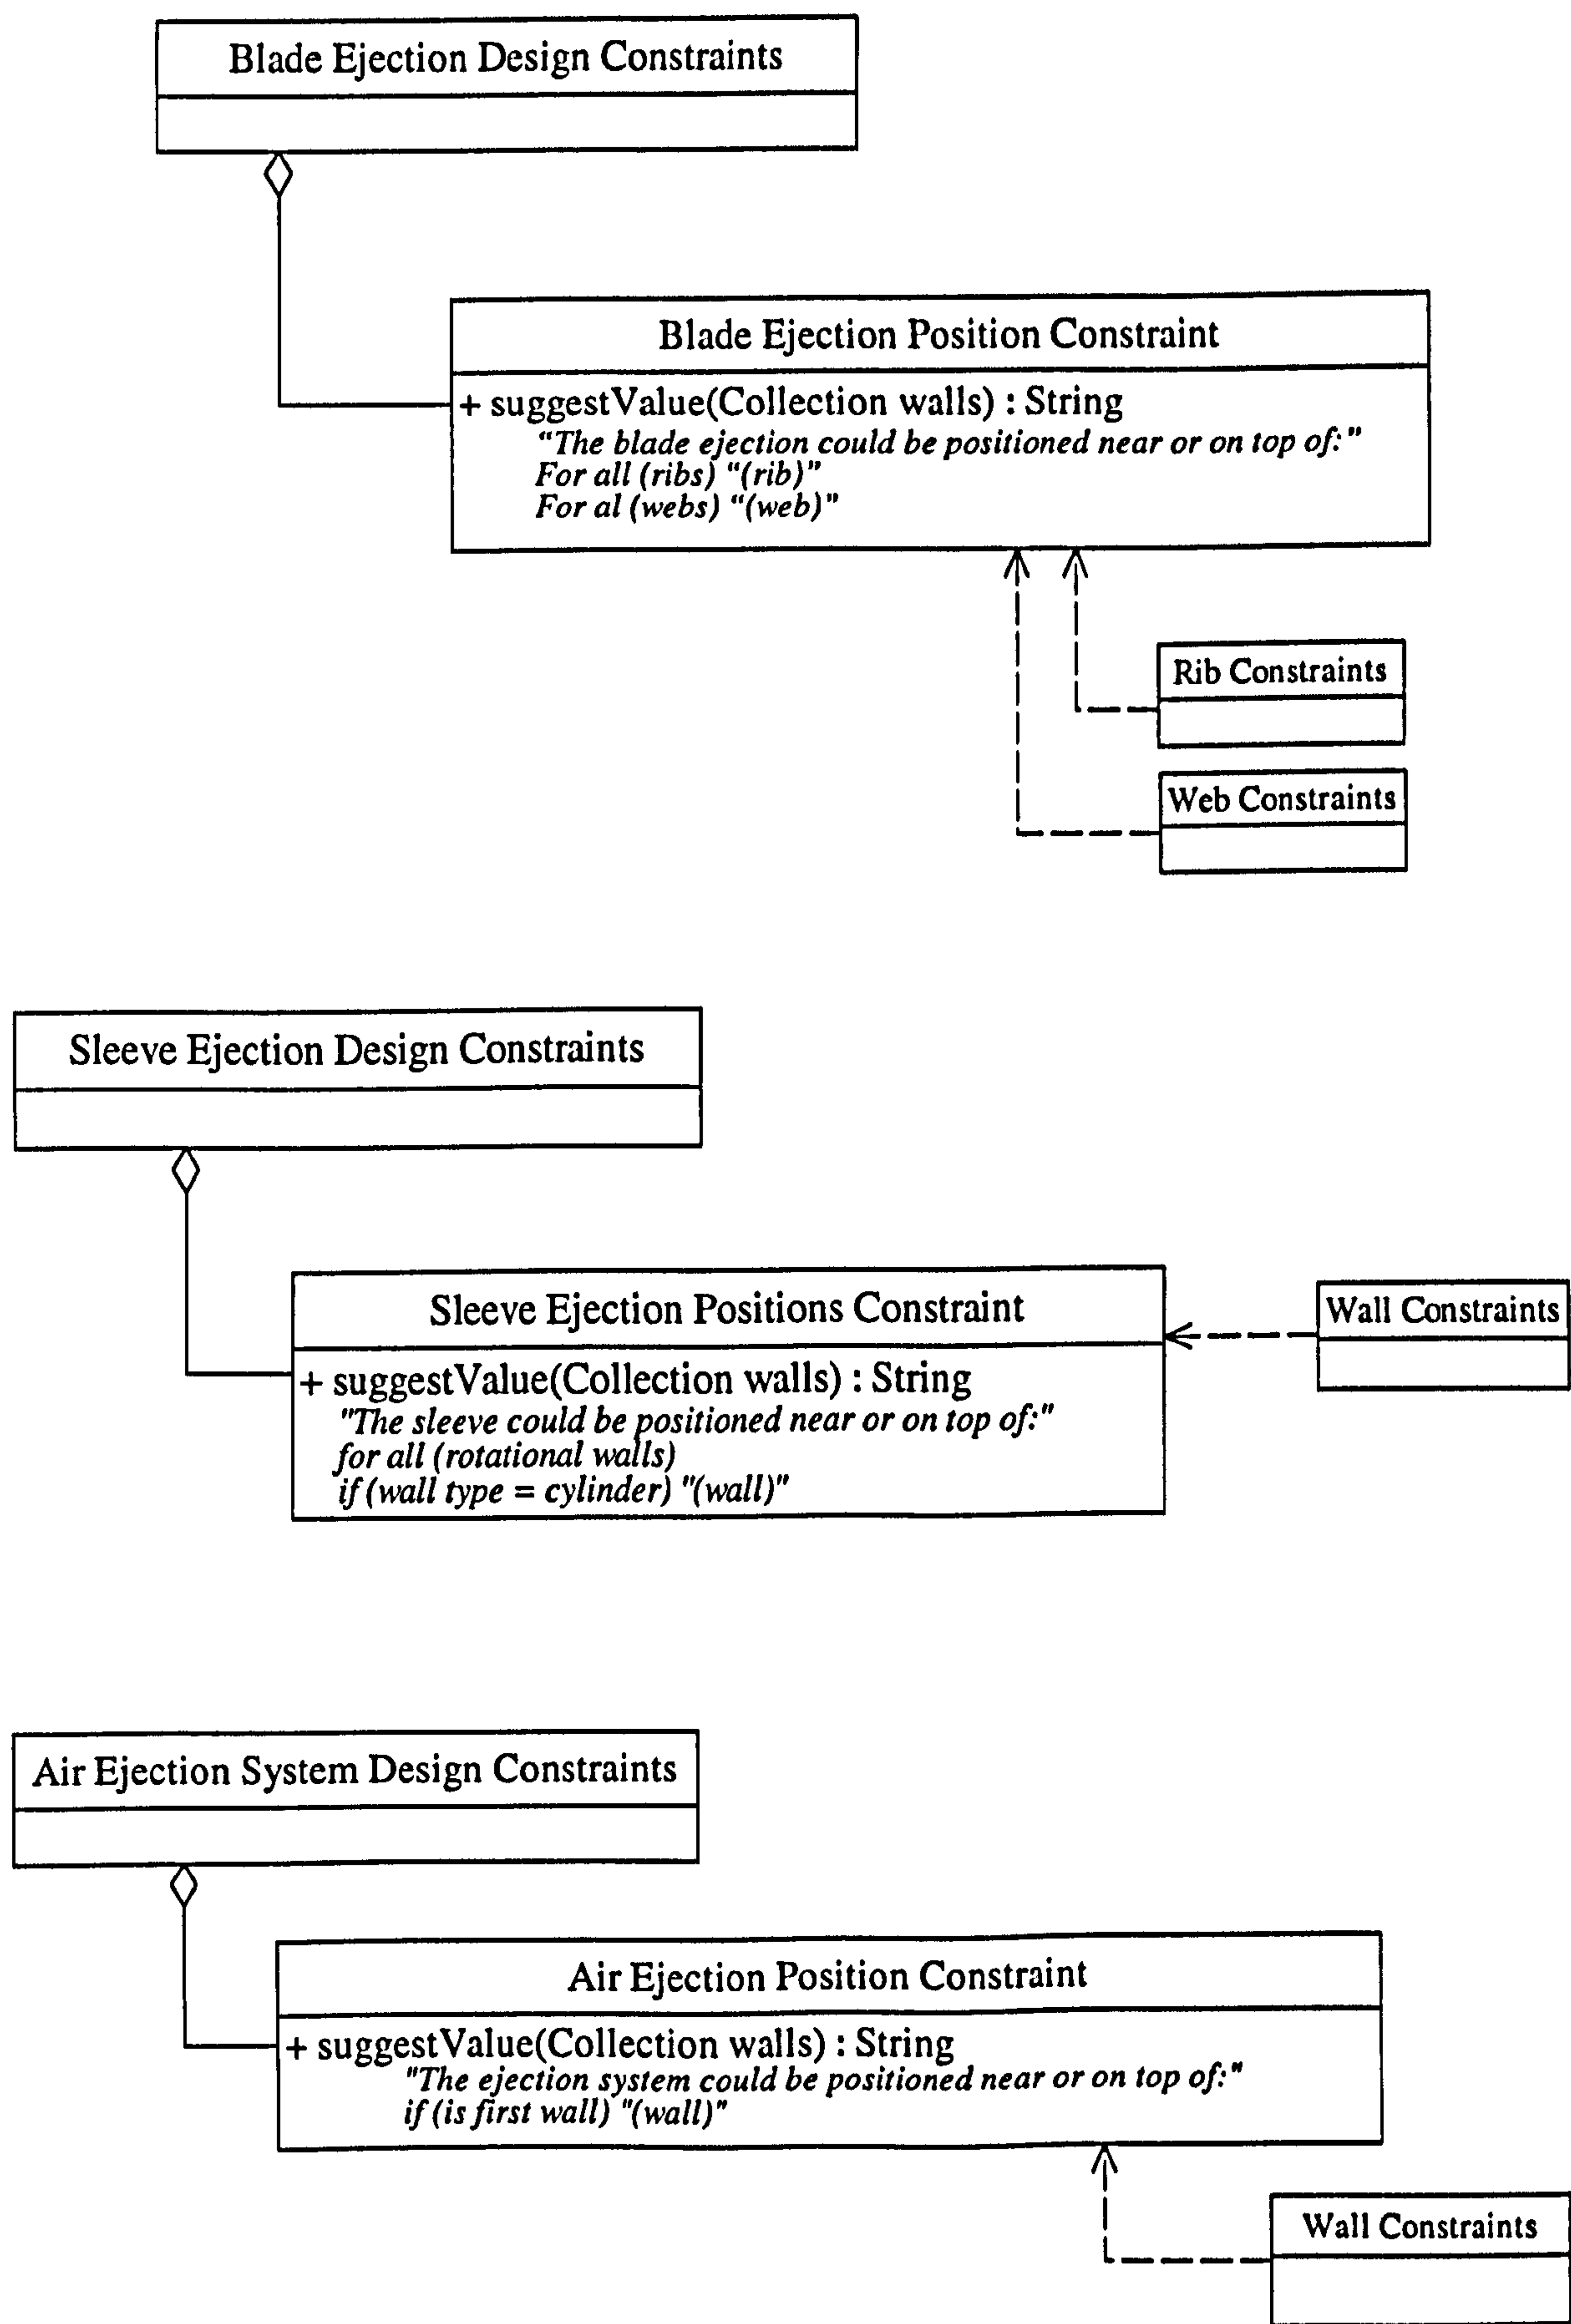 Blade Ejection Design Constraints
Blade Ejection Position Constraint
+ suggestValue(Collection walls) : String
“The blade ejection could be positioned near or on top of:"
For all (ribs) “(rib)"
For al (webs) “(web)"
Rib Constraints
Web Constraints
Sleeve Ejection Design Constraints
Sleeve Ejection Positions Constraint
Wall Constraints
+ suggestValue(Collection walls) : String
"The sleeve could be positioned near or on top of:"
for all (rotational walls)
if (wall type = cylinder) "(wall)"
Air Ejection System Design Constraints
Air Ejection Position Constraint
+ suggestValue(Collection walls) : String
"The ejection system could be positioned near or on top of:"
if (is first wall) "(wall)"
Wall Constraints